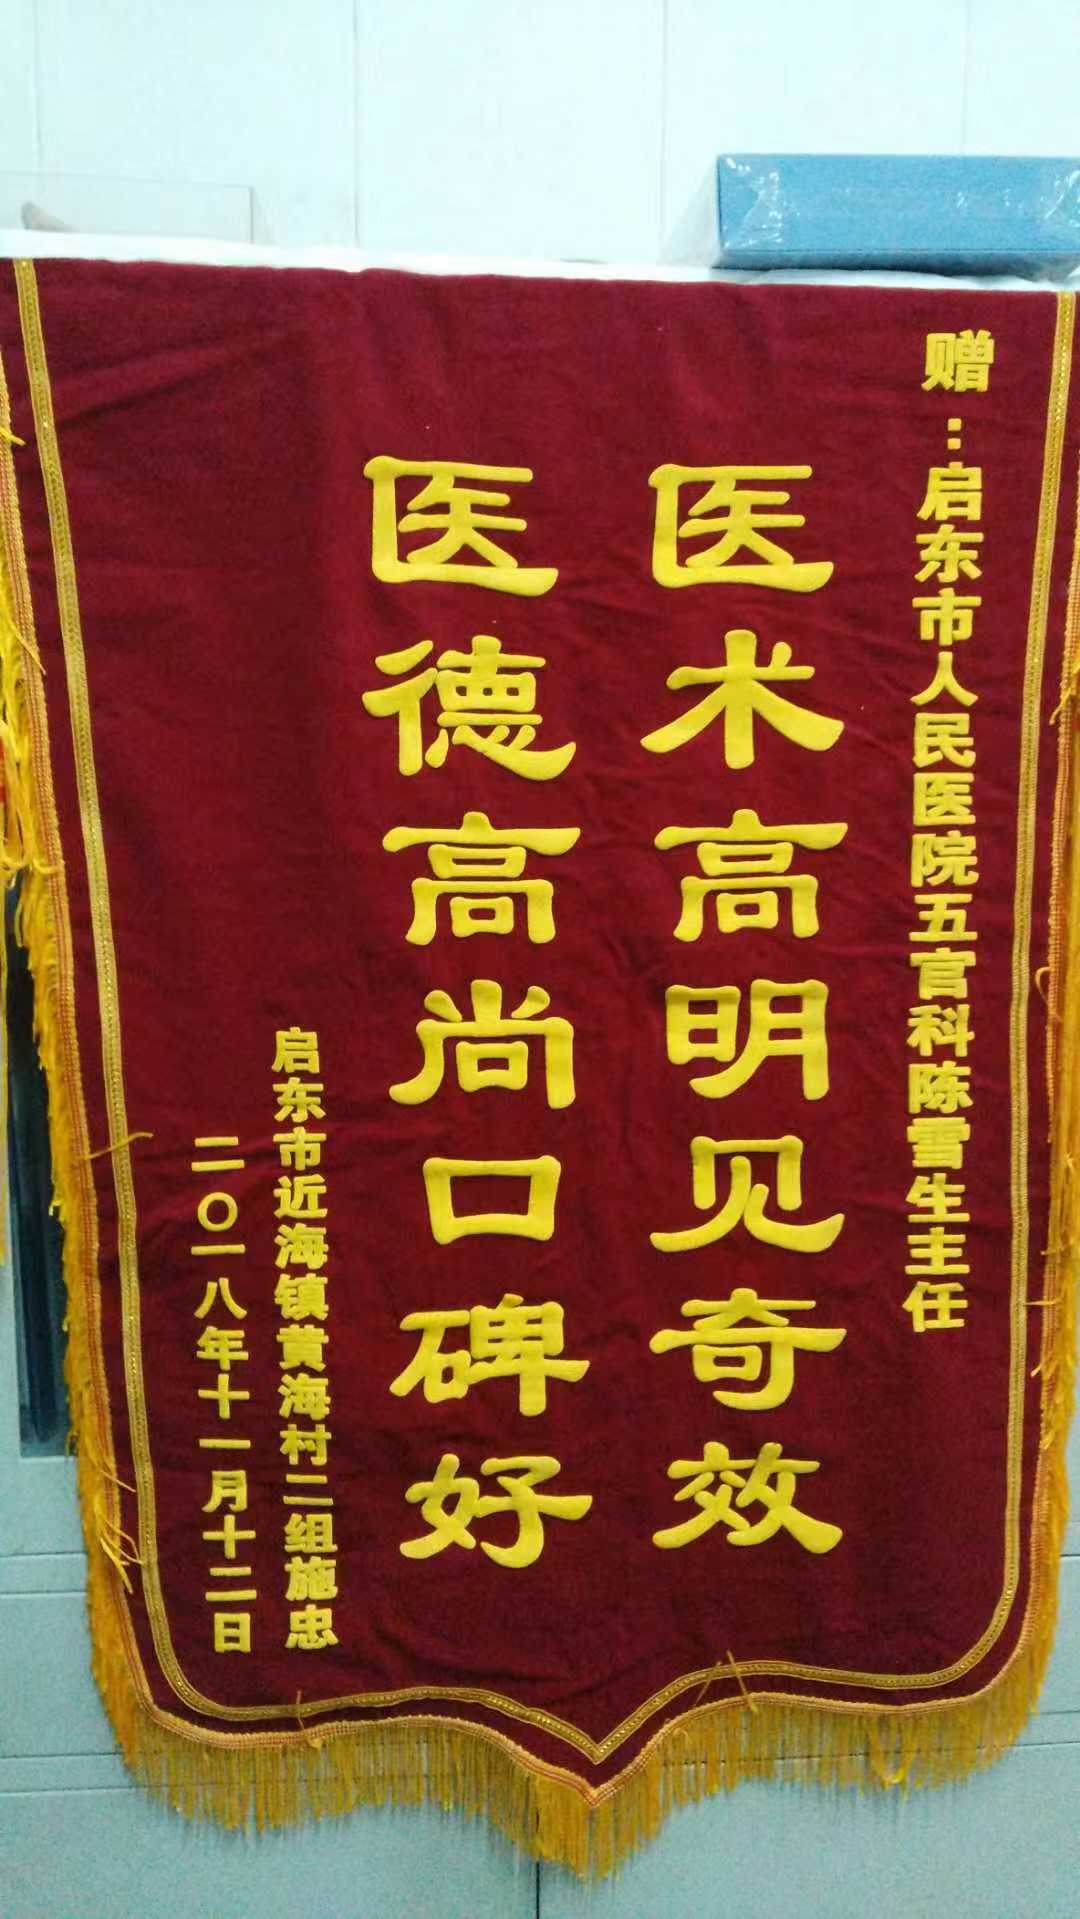 赠：启东市人民医院五官科陈雪生主任
医术高明见奇效
医德高尚口碑好
启东市近海镇黄海村二组施忠
二〇一八年十一月十二日